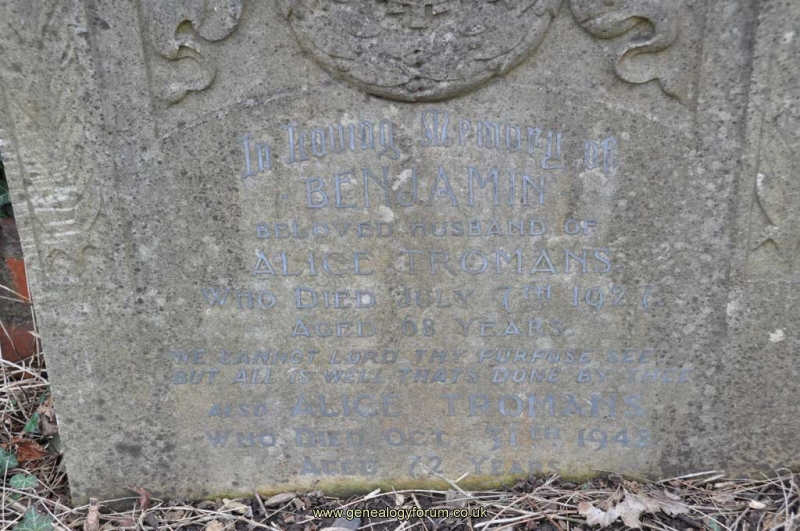 In Loving Memory of
BENJAMIN
BELOVED HUSBAND OF
ALICE TROMANS
WHO DIED JULY 7TH 1927
AGED 68 YEARS.
WE CANNOT LORD THY PURPOSE SEE
BUT ALL IS WELL THAT'S DONE BY THEE
ALSO ALICE TROMANS
WHO DIED OCT 31TH 1948
AGED 72 YEARS
www.genealogyforum.co.uk